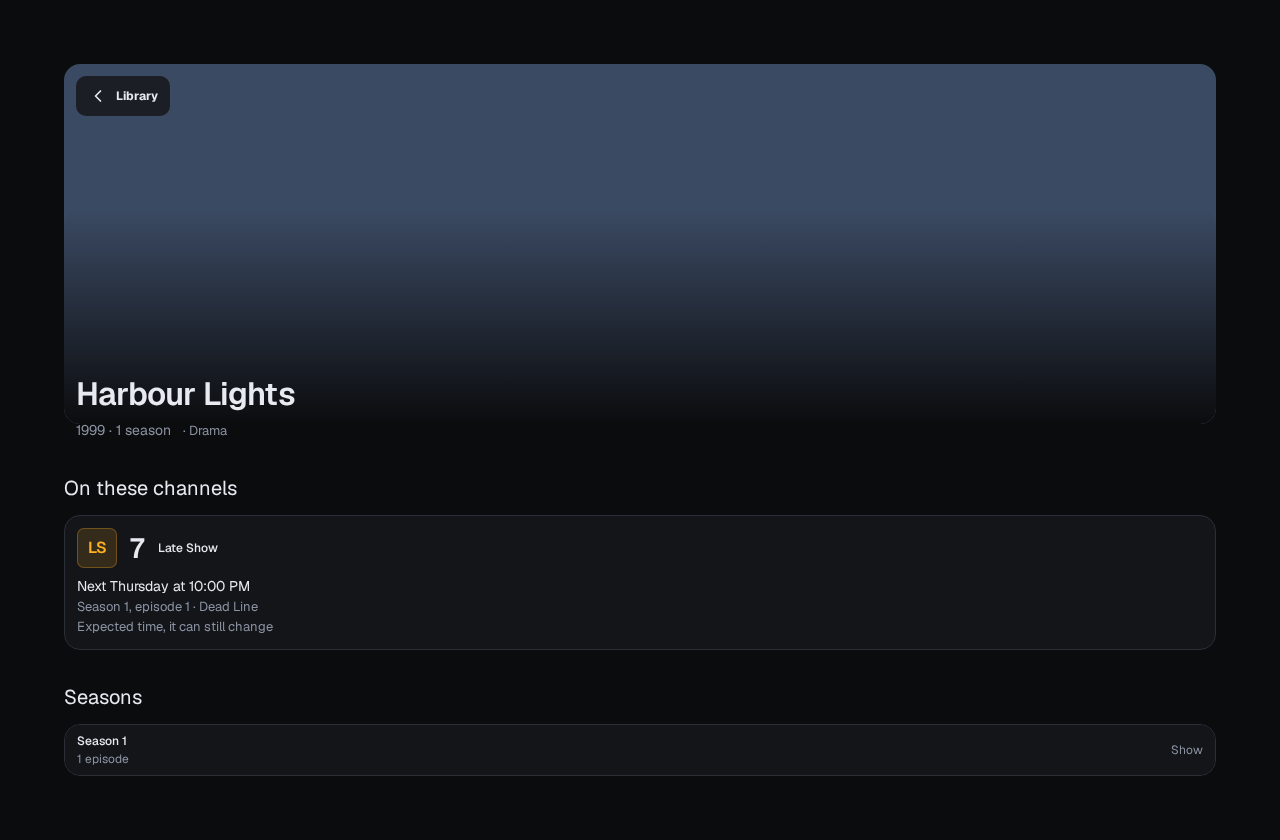 Library
Harbour Lights
1999 · 1 season · Drama
On these channels
LS 7 Late Show
Next Thursday at 10:00 PM
Season 1, episode 1 · Dead Line
Expected time, it can still change
Seasons
Season 1
1 episode
Show